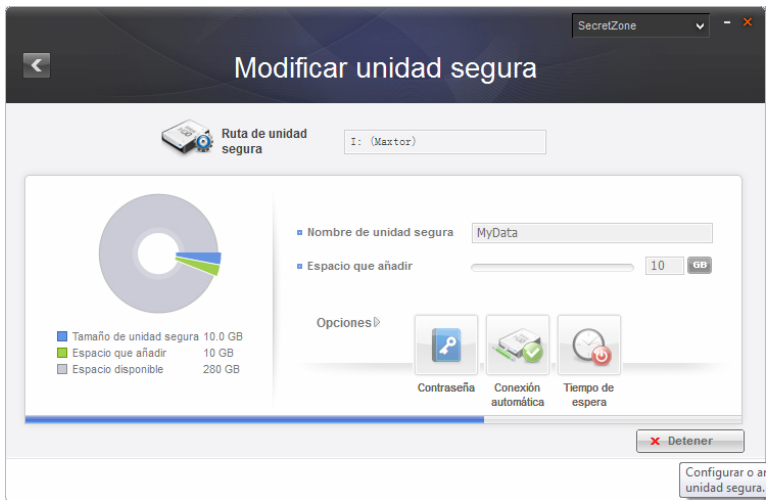 SecretZone
Modificar unidad segura
Ruta de unidad
segura
I: (Maxtor)
Nombre de unidad segura MyData
Espacio que añadir 10 GB
Tamaño de unidad segura 10.0 GB
Espacio que añadir 10 GB
Espacio disponible 280 GB
Opciones
Contraseña
Conexión
automática
Tiempo de
espera
Detener
Configurar o
unidad segura.